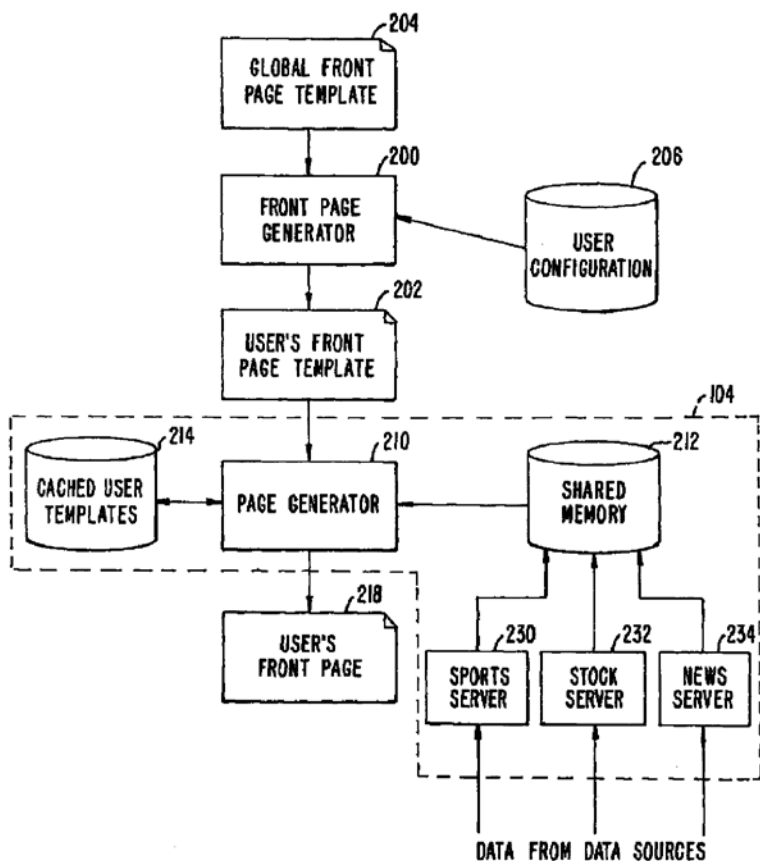 204
GLOBAL FRONT
PAGE TEMPLATE
200
FRONT PAGE
GENERATOR
206
USER
CONFIGURATION
202
USER'S FRONT
PAGE TEMPLATE
104
214
CACHED USER
TEMPLATES
210
PAGE GENERATOR
212
SHARED
MEMORY
218
USER'S
FRONT PAGE
230
SPORTS
SERVER
232
STOCK
SERVER
234
NEWS
SERVER
DATA FROM DATA SOURCES